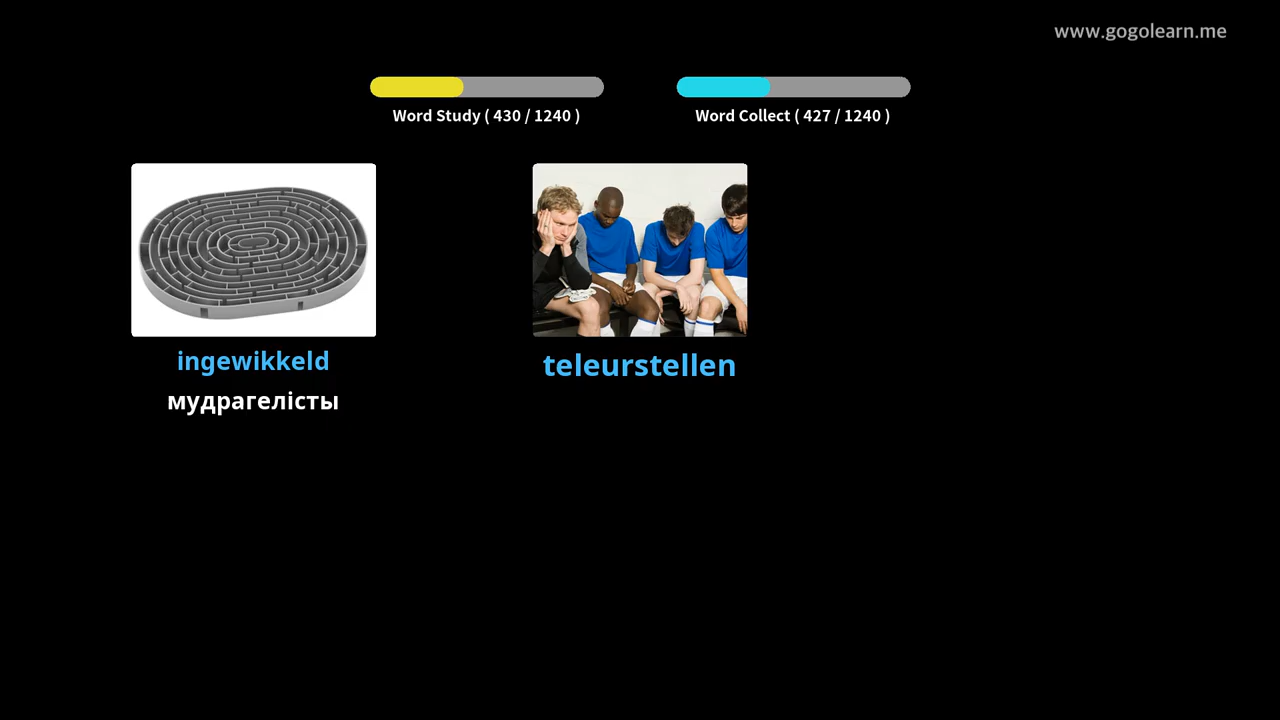 www.gogolearn.me
Word Study ( 430 / 1240 )
Word Collect ( 427 / 1240 )
ingewikkeld
мудрагелісты
teleurstellen